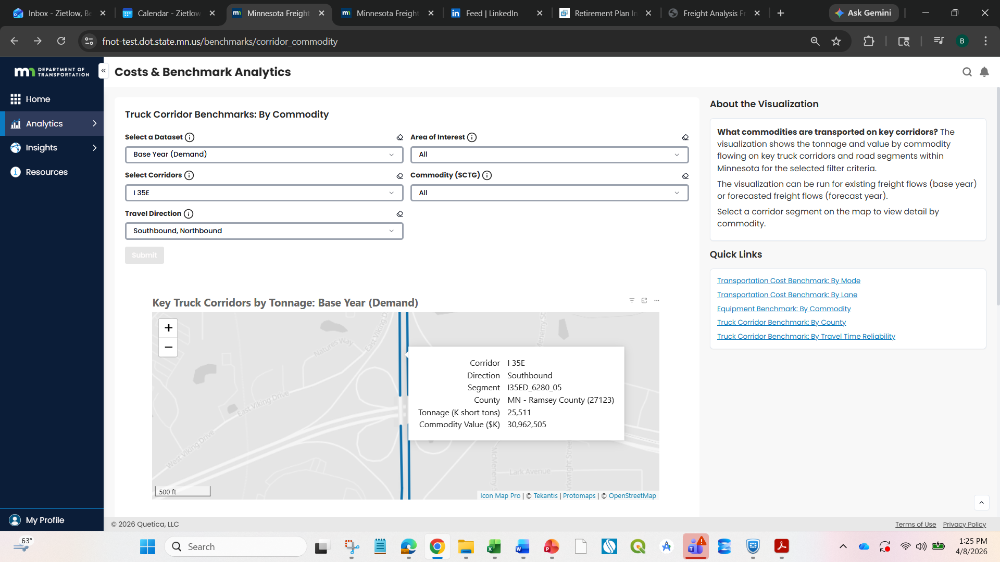 Inbox - Zietlow, Be
Calendar - Zietlow
Minnesota Freight
Minnesota Freight
Feed | LinkedIn
Retirement Plan In
Freight Analysis Fr
Ask Gemini
fnot-test.dot.state.mn.us/benchmarks/corridor_commodity
B
mn DEPARTMENT OF
TRANSPORTATION
«
Costs & Benchmark Analytics
Home
Analytics
Insights
Resources
My Profile
Truck Corridor Benchmarks: By Commodity
Select a Dataset
Base Year (Demand)
Area of Interest
All
Select Corridors
I 35E
Commodity (SCTG)
All
Travel Direction
Southbound, Northbound
Submit
Key Truck Corridors by Tonnage: Base Year (Demand)
+
−
Natures Way
East Viking D
East Viking Drive
West Viking Drive
Lark Avenue
McMenemy
Arkwright Street
Corridor I 35E
Direction Southbound
Segment I35ED_6280_05
County MN - Ramsey County (27123)
Tonnage (K short tons) 25,511
Commodity Value ($K) 30,962,505
500 ft
Icon Map Pro | © Tekantis | Protomaps | © OpenStreetMap
About the Visualization
What commodities are transported on key corridors? The
visualization shows the tonnage and value by commodity
flowing on key truck corridors and road segments within
Minnesota for the selected filter criteria.
The visualization can be run for existing freight flows (base year)
or forecasted freight flows (forecast year).
Select a corridor segment on the map to view detail by
commodity.
Quick Links
Transportation Cost Benchmark: By Mode
Transportation Cost Benchmark: By Lane
Equipment Benchmark: By Commodity
Truck Corridor Benchmark: By County
Truck Corridor Benchmark: By Travel Time Reliability
© 2026 Quetica, LLC
Terms of Use
Privacy Policy
63°
Search
1:25 PM
4/8/2026